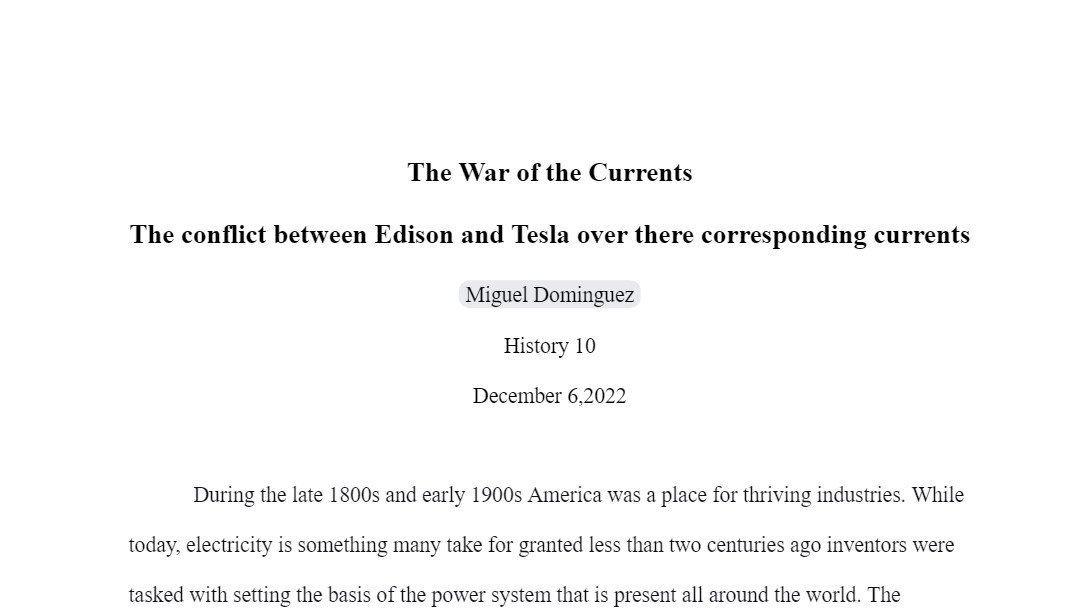 The War of the Currents
The conflict between Edison and Tesla over there corresponding currents
Miguel Dominguez
History 10
December 6,2022
During the late 1800s and early 1900s America was a place for thriving industries. While
today, electricity is something many take for granted less than two centuries ago inventors were
tasked with setting the basis of the power system that is present all around the world. The